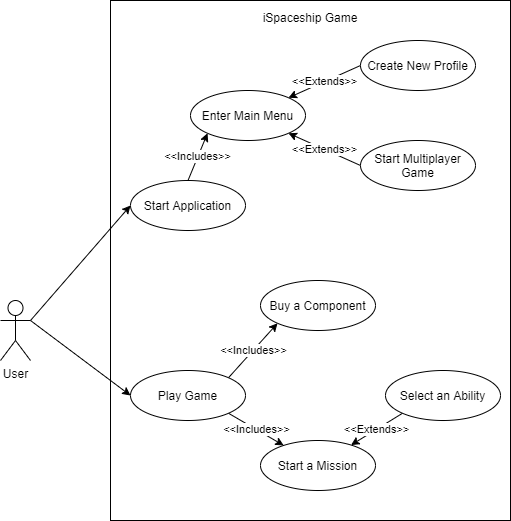 iSpaceship Game
Create New Profile
<<Extends>>
Enter Main Menu
<<Extends>>
<<Includes>>
Start Multiplayer
Game
Start Application
Buy a Component
<<Includes>>
User
Play Game
Select an Ability
<<Includes>>
<<Extends>>
Start a Mission